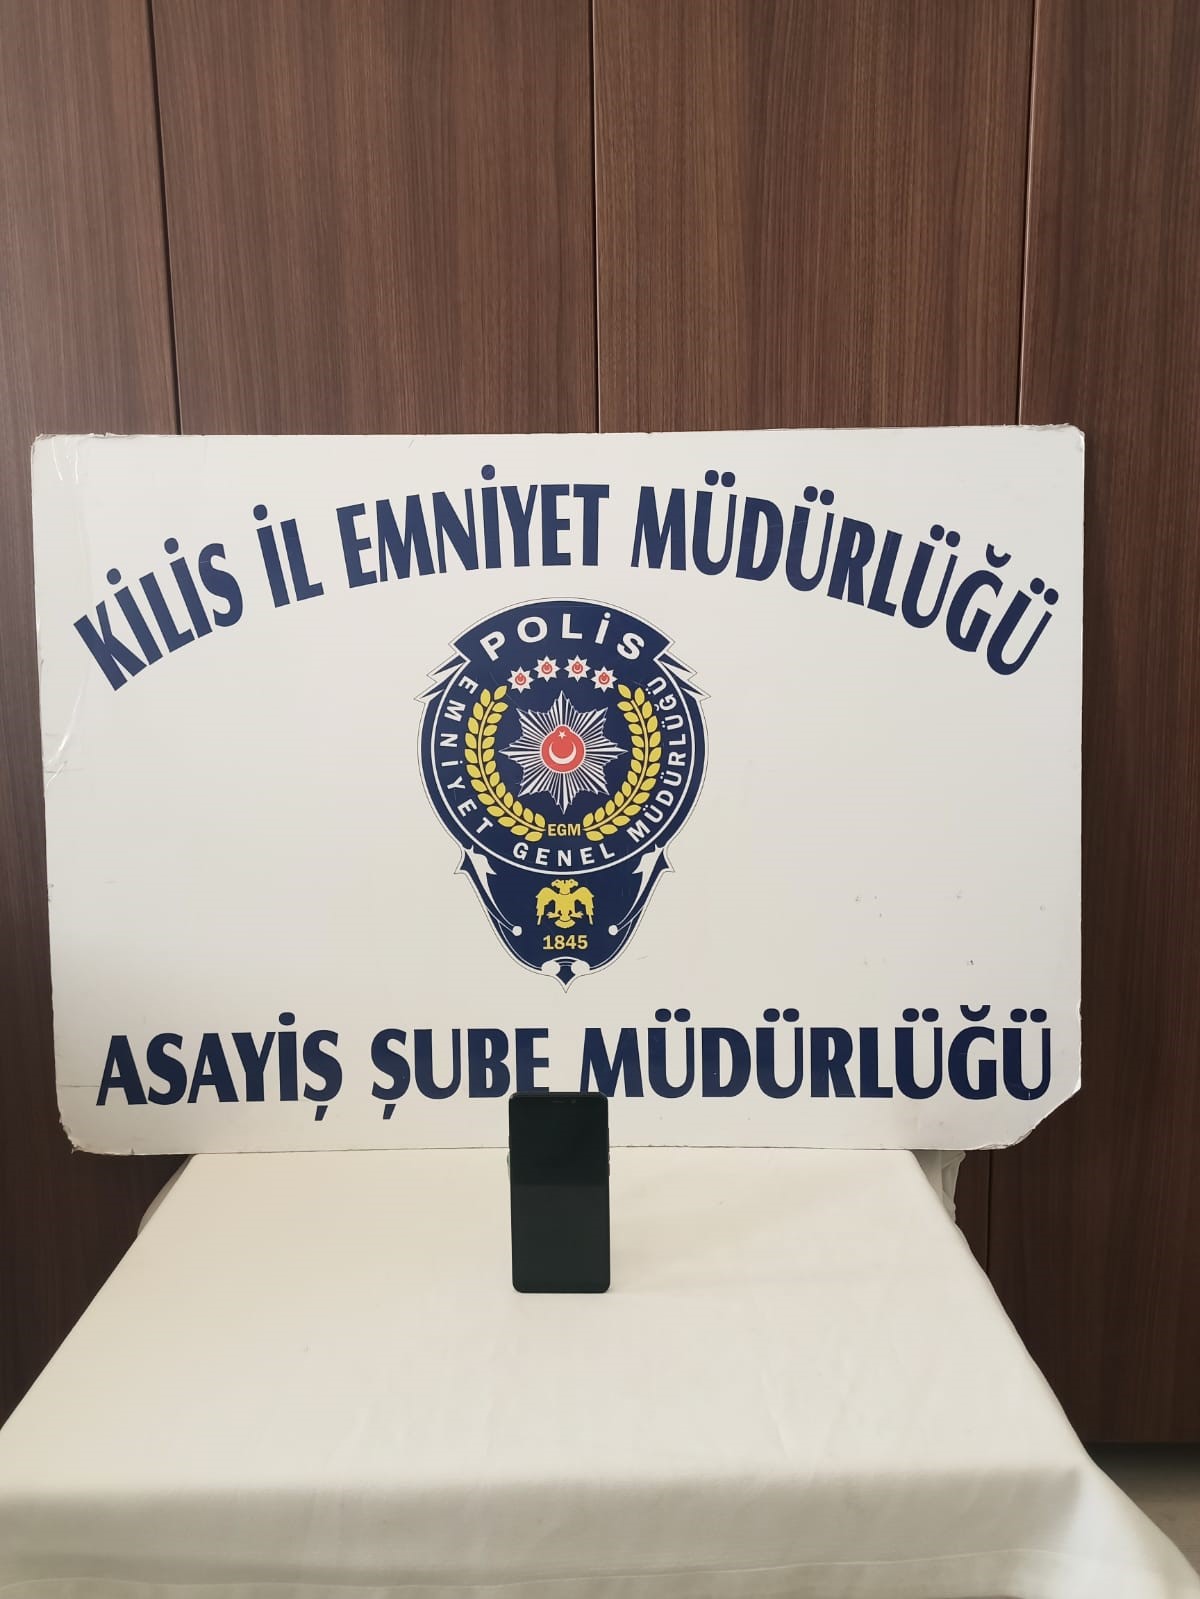 KİLİS İL EMNİYET MÜDÜRLÜĞÜ
POLİS
EMNİYET GENEL MÜDÜRLÜĞÜ
EGM
1845
ASAYİŞ ŞUBE MÜDÜRLÜĞÜ